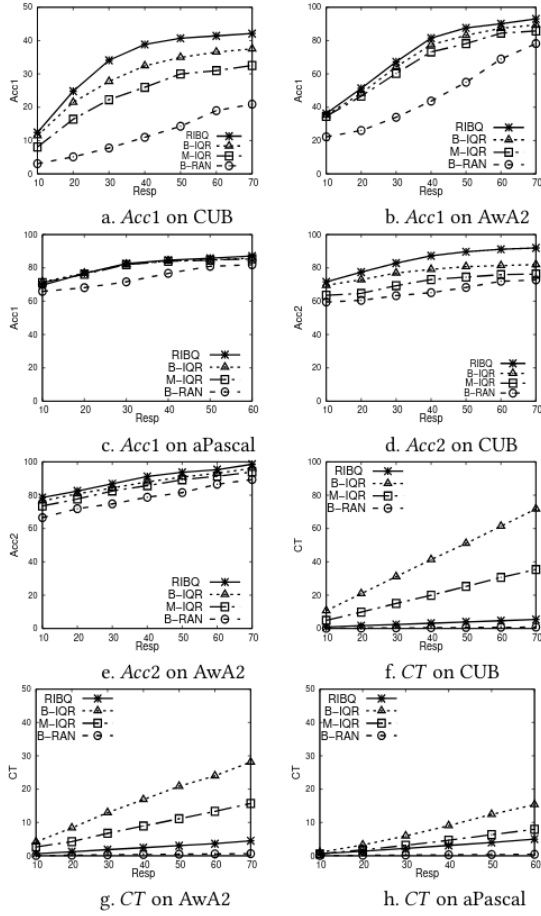 50
40
30
20
10
0
Acc1
RIBQ
B-IQR
M-IQR
B-RAN
10 20 30 40 50 60 70
Resp
a. Acc1 on CUB
100
80
60
40
20
0
Acc1
RIBQ
B-IQR
M-IQR
B-RAN
10 20 30 40 50 60 70
Resp
b. Acc1 on AwA2
100
80
60
40
20
0
Acc1
RIBQ
B-IQR
M-IQR
B-RAN
10 20 30 40 50 60
Resp
c. Acc1 on aPascal
100
80
60
40
20
0
Acc2
RIBQ
B-IQR
M-IQR
B-RAN
10 20 30 40 50 60 70
Resp
d. Acc2 on CUB
100
80
60
40
20
0
Acc2
RIBQ
B-IQR
M-IQR
B-RAN
10 20 30 40 50 60 70
Resp
e. Acc2 on AwA2
100
80
60
40
20
0
CT
RIBQ
B-IQR
M-IQR
B-RAN
10 20 30 40 50 60 70
Resp
f. CT on CUB
50
40
30
20
10
0
CT
RIBQ
B-IQR
M-IQR
B-RAN
10 20 30 40 50 60 70
Resp
g. CT on AwA2
50
40
30
20
10
0
CT
RIBQ
B-IQR
M-IQR
B-RAN
10 20 30 40 50 60
Resp
h. CT on aPascal